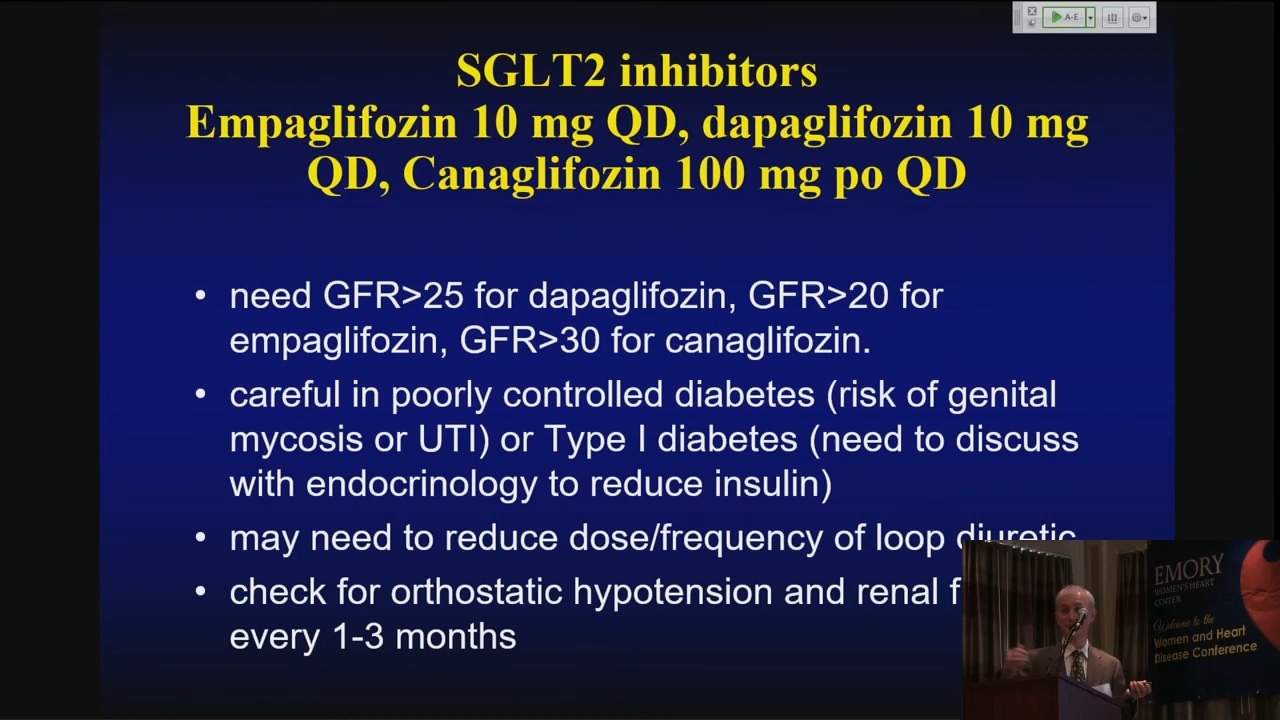 A-E
SGLT2 inhibitors
Empaglifozin 10 mg QD, dapaglifozin 10 mg
QD, Canaglifozin 100 mg po QD
• need GFR>25 for dapaglifozin, GFR>20 for
empaglifozin, GFR>30 for canaglifozin.
• careful in poorly controlled diabetes (risk of genital
mycosis or UTI) or Type I diabetes (need to discuss
with endocrinology to reduce insulin)
• may need to reduce dose/frequency of loop diuretic
• check for orthostatic hypotension and renal f
every 1-3 months
EMORY
WOMEN'S HEART
CENTER
Welcome to the
Women and Heart
Disease Conference